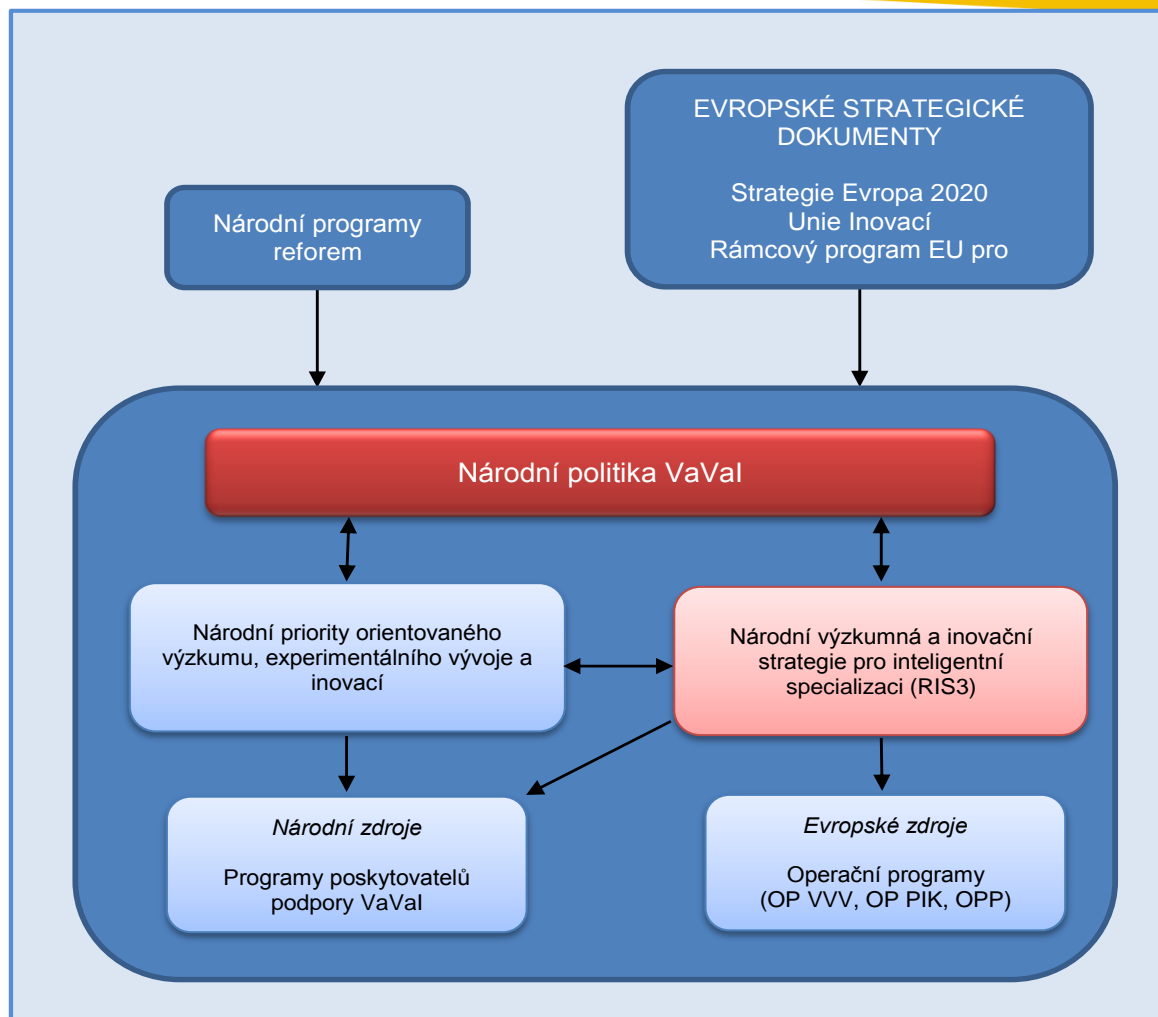 EVROPSKÉ STRATEGICKÉ
DOKUMENTY
Strategie Evropa 2020
Unie Inovací
Rámcový program EU pro
Národní programy
reforem
Národní politika VaVaI
Národní priority orientovaného
výzkumu, experimentálního vývoje a
inovací
Národní výzkumná a inovační
strategie pro inteligentní
specializaci (RIS3)
Národní zdroje
Programy poskytovatelů
podpory VaVaI
Evropské zdroje
Operační programy
(OP VVV, OP PIK, OPP)